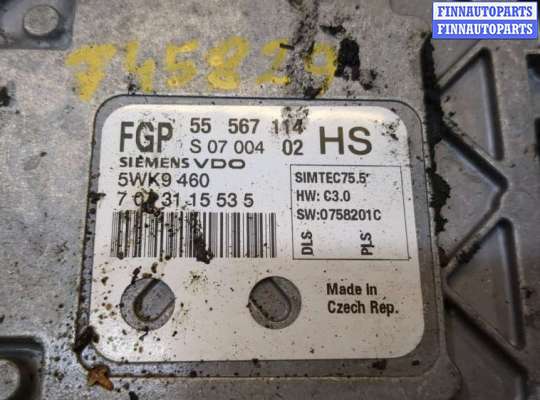 FINNAUTOPARTS
FINNAUTOPARTS
FINNAUTOPARTS
FGP 55 567 114 HS
S 07 004 02
SIEMENS VDO
5WK9 460
SIMTEC75.5
HW: C3.0
SW:0758201C
DLS
PLS
Made in
Czech Rep.